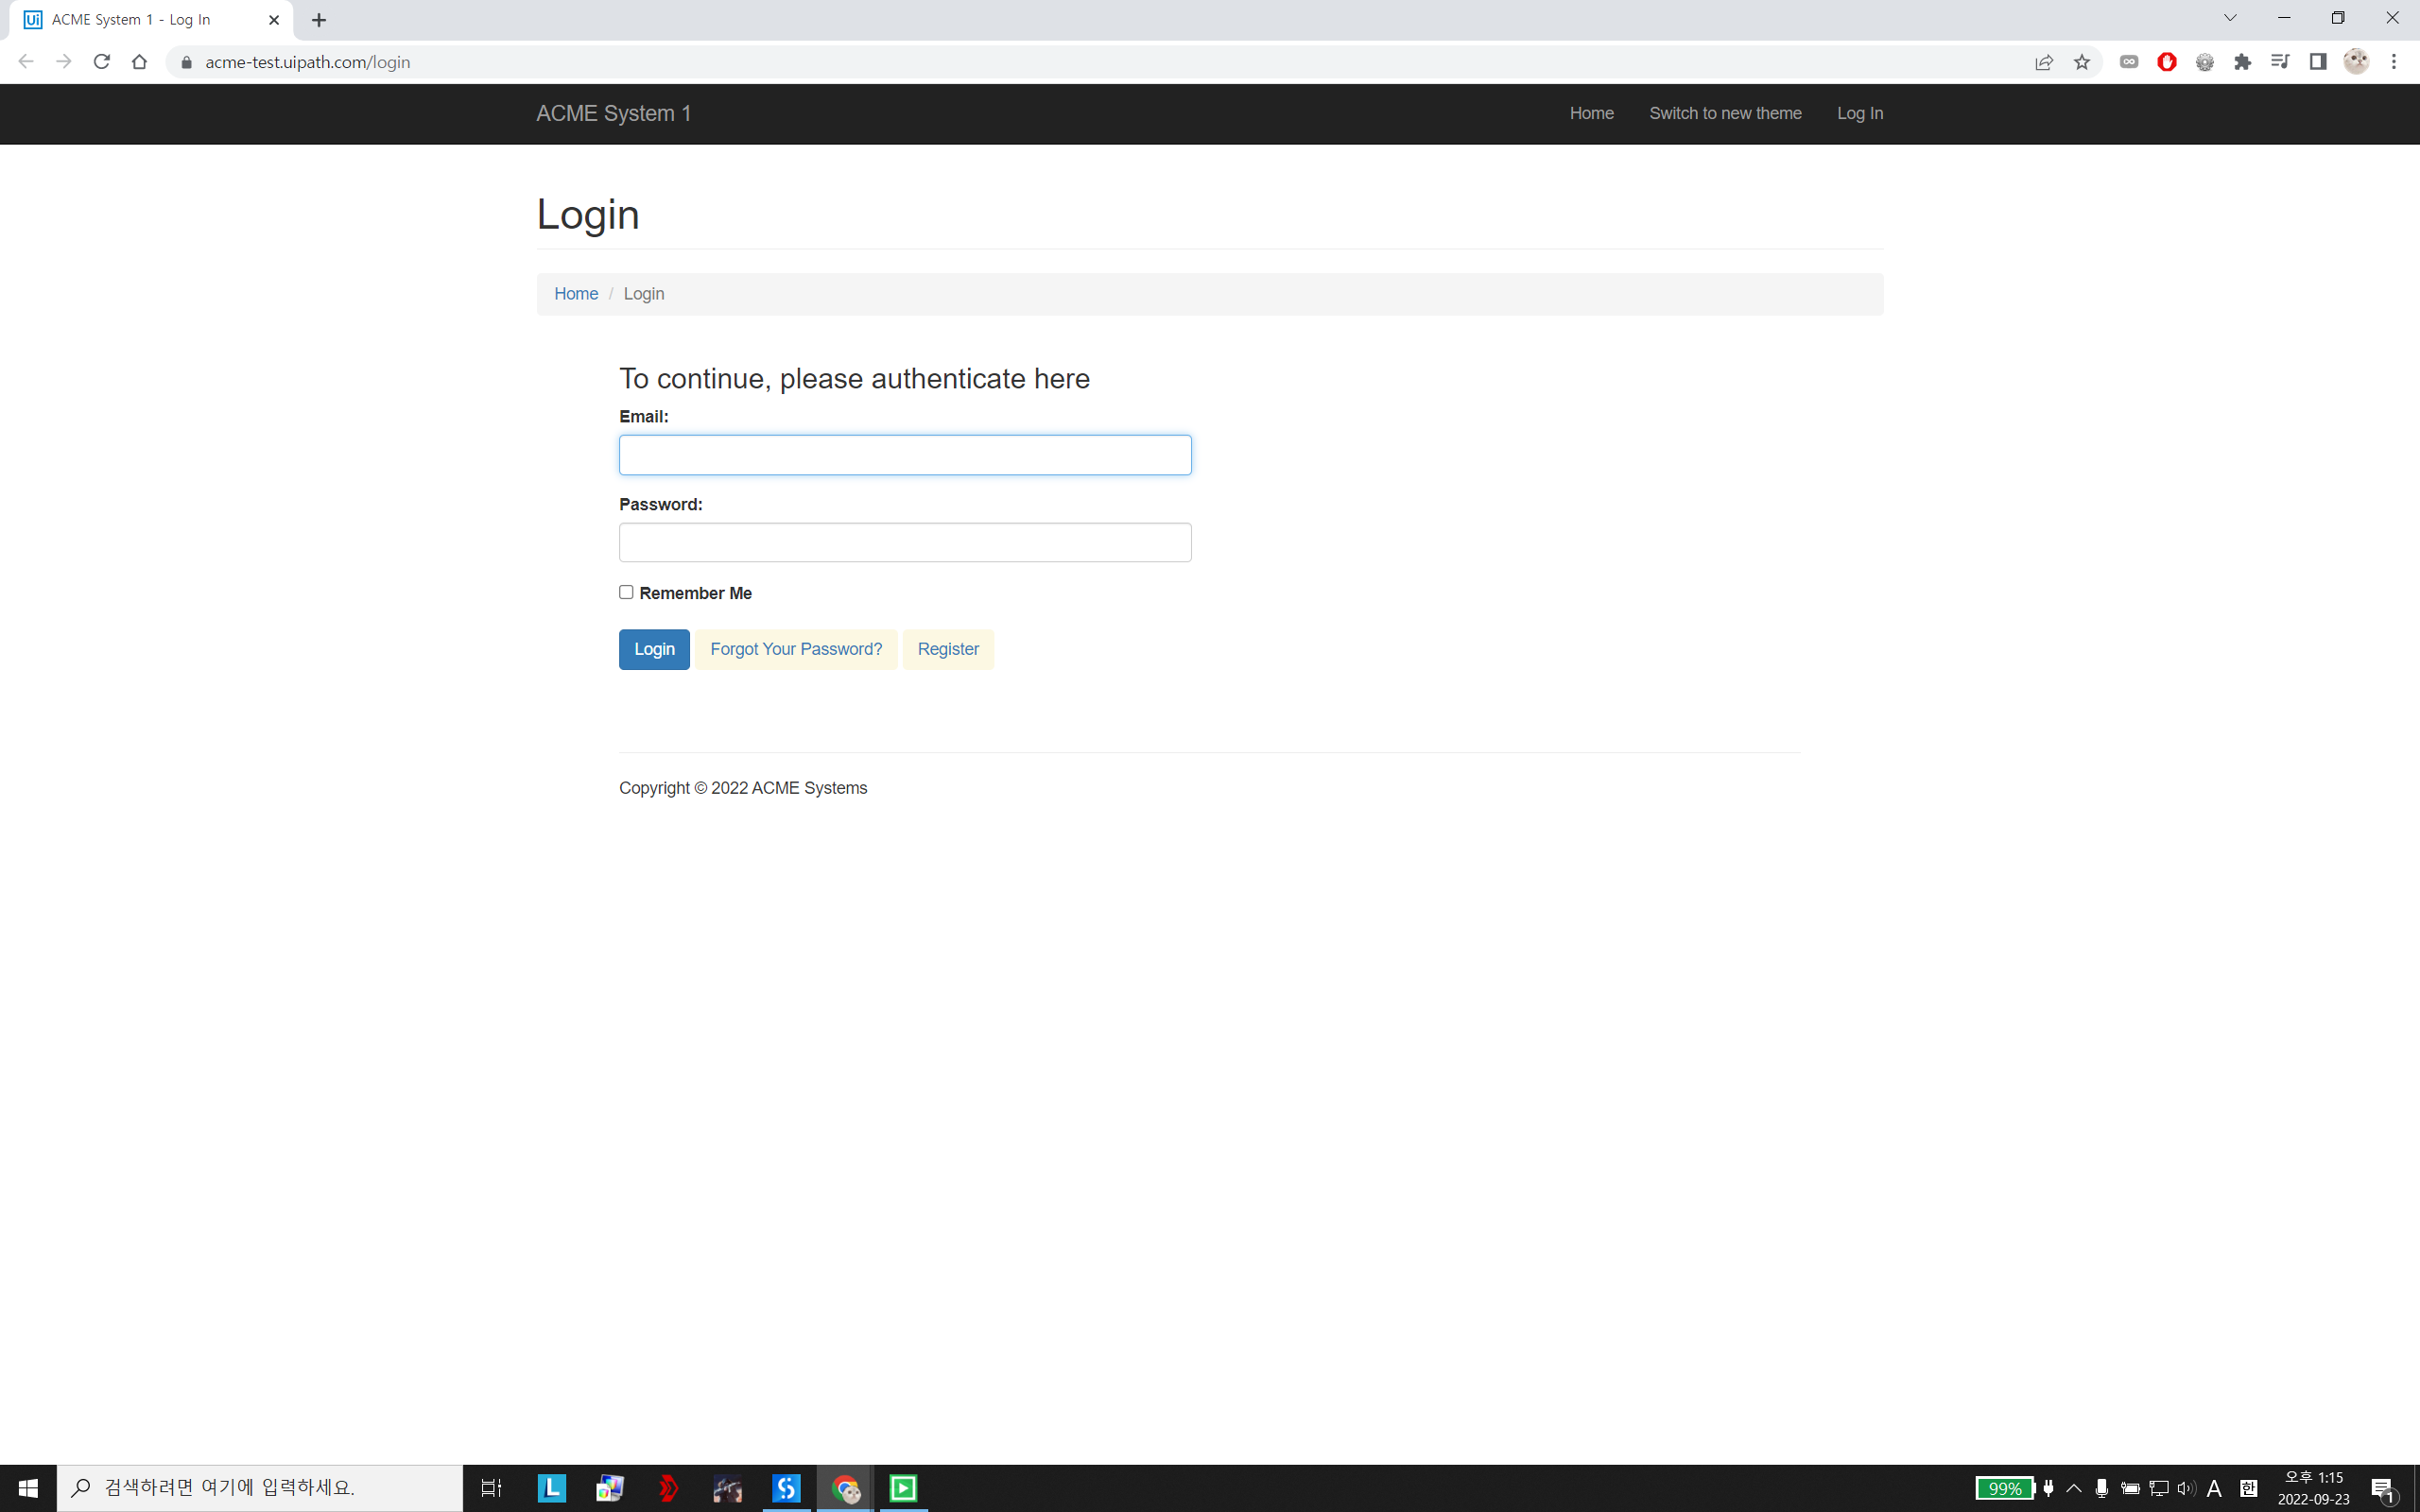 ACME System 1 - Log In
acme-test.uipath.com/login
ACME System 1
Home
Switch to new theme
Log In
Login
Home / Login
To continue, please authenticate here
Email:
Password:
Remember Me
Login
Forgot Your Password?
Register
Copyright © 2022 ACME Systems
검색하려면 여기에 입력하세요.
L
99%
A
한
오후 1:15
2022-09-23
1